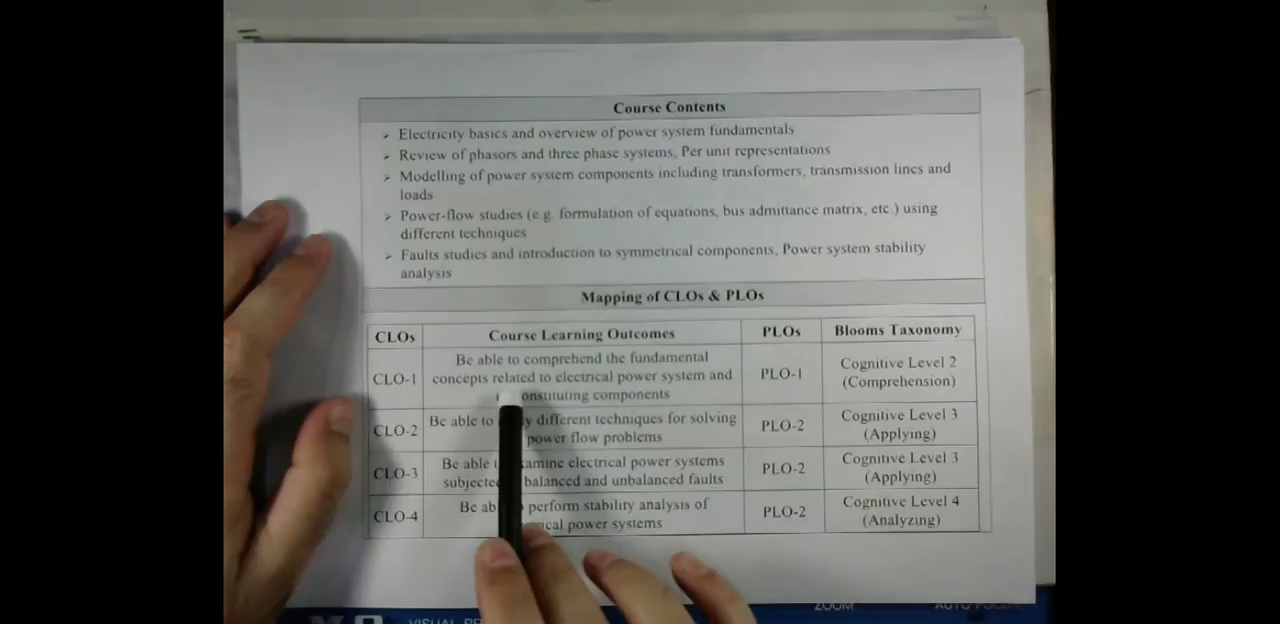 Course Contents
➢ Electricity basics and overview of power system fundamentals
➢ Review of phasors and three phase systems, Per unit representations
➢ Modelling of power system components including transformers, transmission lines and
loads
➢ Power-flow studies (e.g. formulation of equations, bus admittance matrix, etc.) using
different techniques
➢ Faults studies and introduction to symmetrical components, Power system stability
analysis
Mapping of CLOs & PLOs
CLOs Course Learning Outcomes PLOs Blooms Taxonomy
CLO-1
Be able to comprehend the fundamental
concepts related to electrical power system and
onstituting components
PLO-1
Cognitive Level 2
(Comprehension)
CLO-2
Be able to different techniques for solving
power flow problems
PLO-2
Cognitive Level 3
(Applying)
CLO-3
Be able amine electrical power systems
subjected balanced and unbalanced faults
PLO-2
Cognitive Level 3
(Applying)
CLO-4
Be perform stability analysis of
power systems
PLO-2
Cognitive Level 4
(Analyzing)
ZOOM AUTO FOCUS